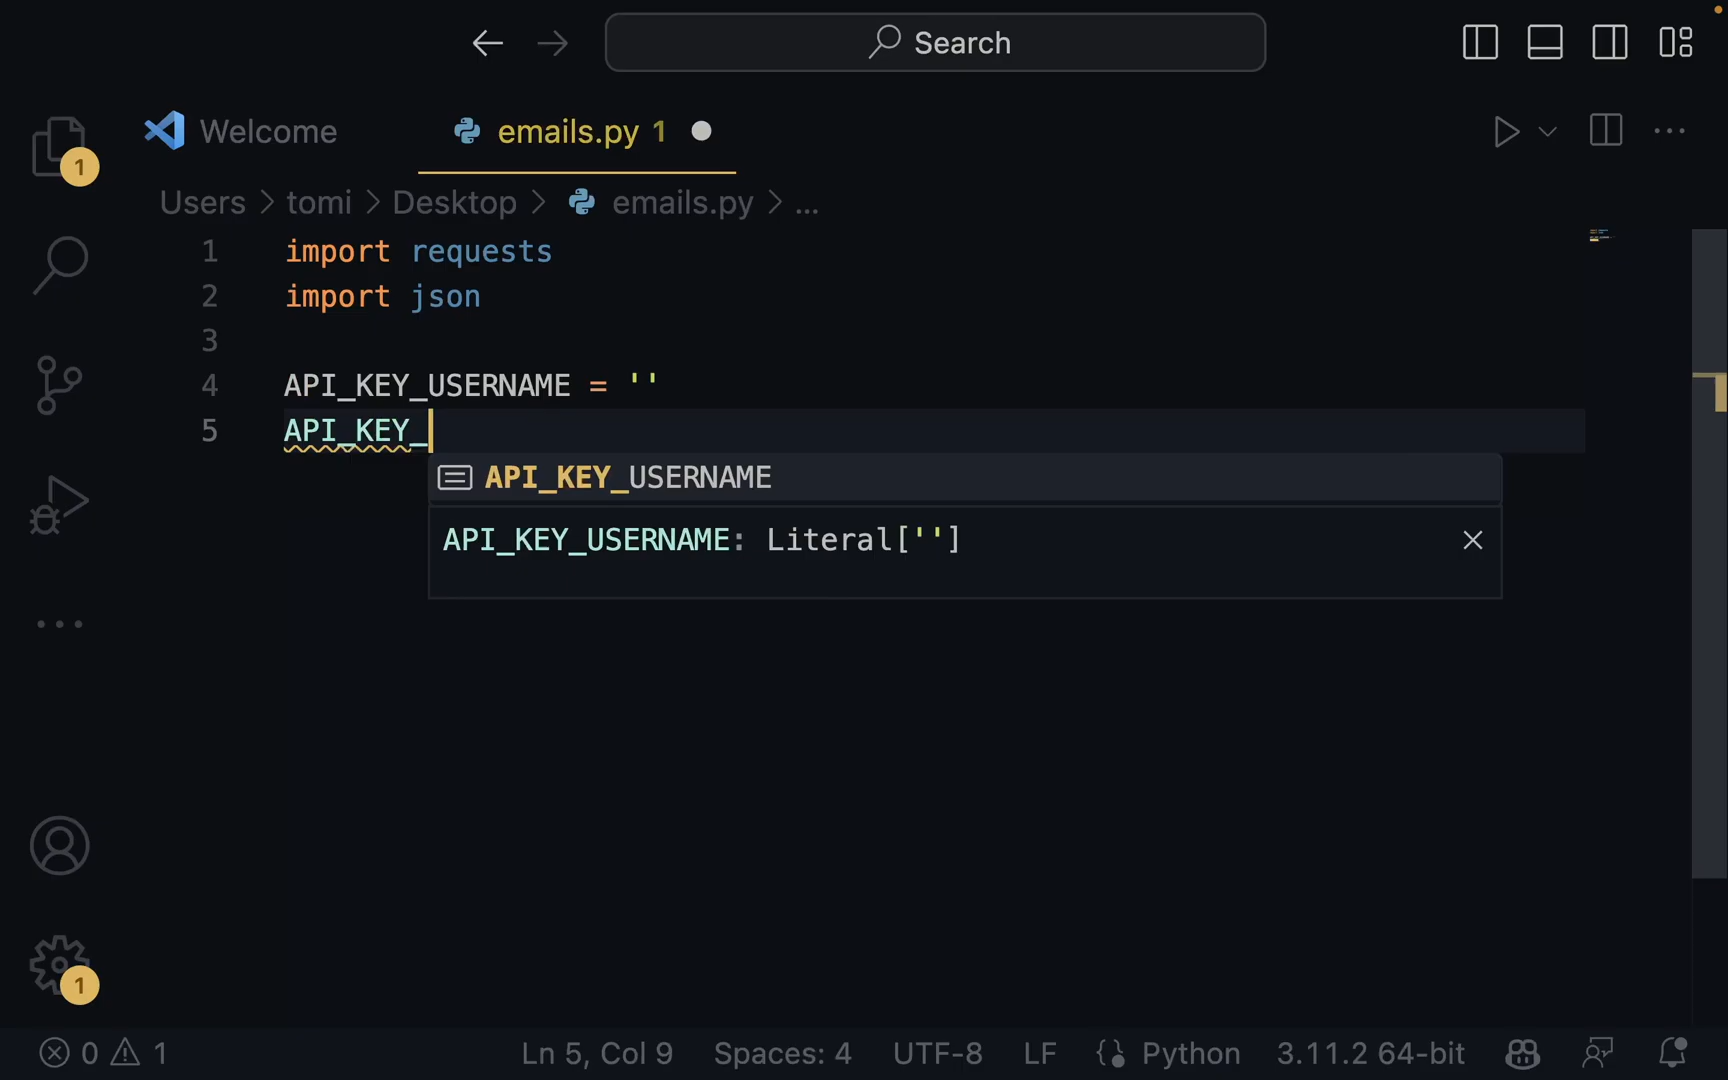 Search
Welcome
emails.py 1
Users > tomi > Desktop > emails.py > ...
1 import requests
2 import json
3
4 API_KEY_USERNAME = ''
5 API_KEY_
API_KEY_USERNAME
API_KEY_USERNAME: Literal['']
1
1
0 1 Ln 5, Col 9 Spaces: 4 UTF-8 LF Python 3.11.2 64-bit